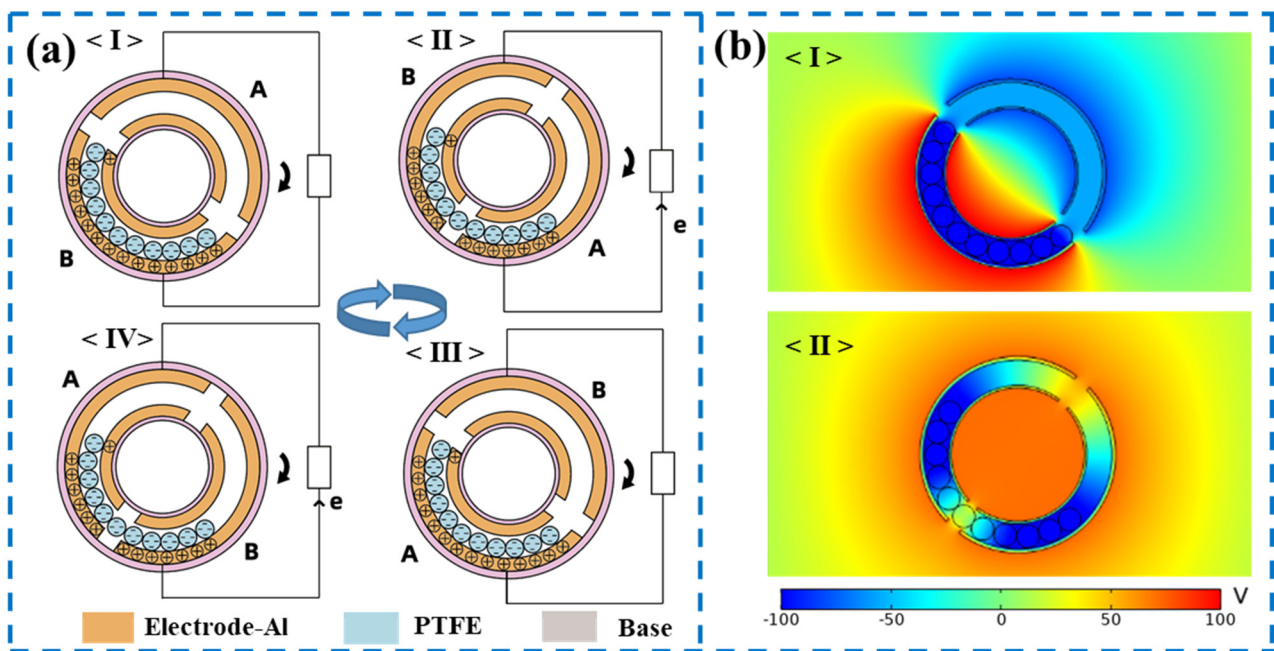 (a)
< I >
A
B
< II >
B
A
e
< IV>
A
B
e
< III >
B
A
Electrode-Al
PTFE
Base
(b)
< I >
< II >
V
-100 -50 0 50 100